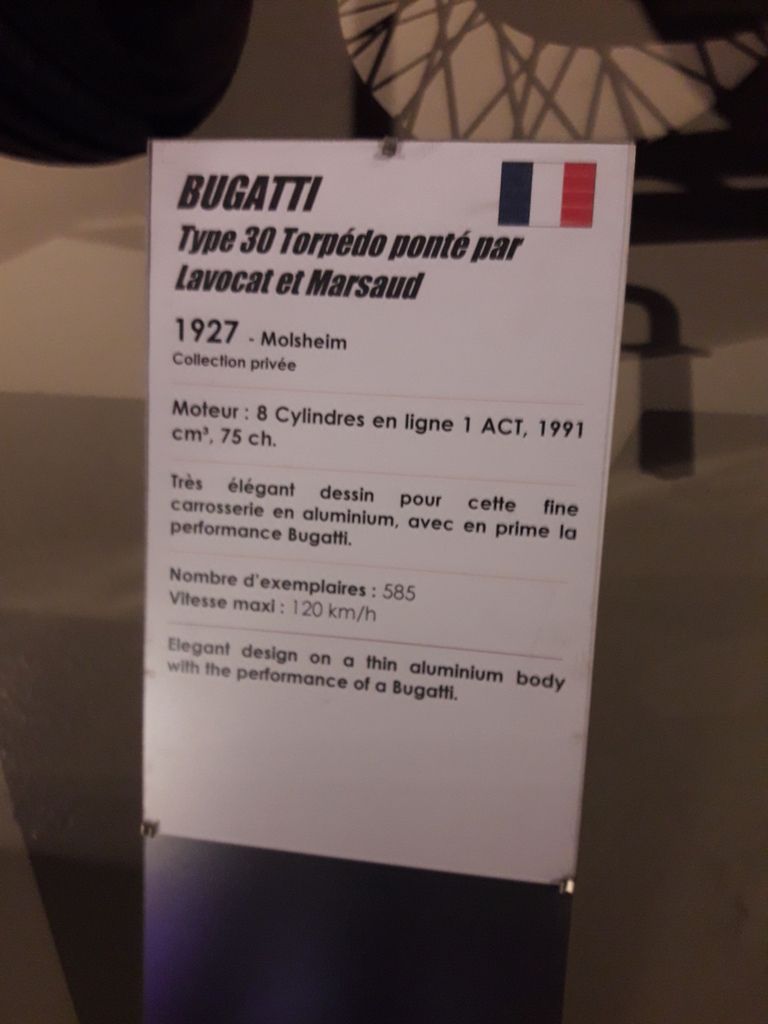 BUGATTI
Type 30 Torpédo ponté par
Lavocat et Marsaud
1927 - Molsheim
Collection privée
Moteur : 8 Cylindres en ligne 1 ACT, 1991
cm³, 75 ch.
Très élégant dessin pour cette fine
carrosserie en aluminium, avec en prime la
performance Bugatti.
Nombre d'exemplaires : 585
Vitesse maxi : 120 km/h
Elegant design on a thin aluminium body
with the performance of a Bugatti.